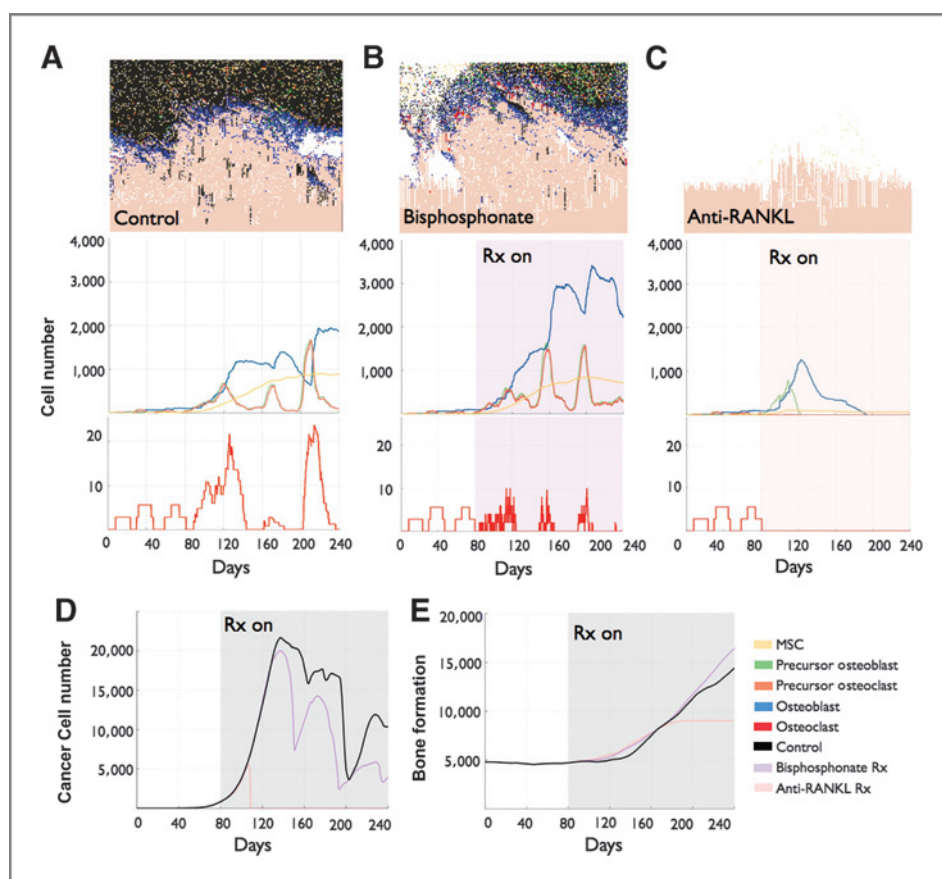 A
B
C
Control
Bisphosphonate
Anti-RANKL
4,000
3,000
2,000
1,000
Cell number
20
10
0 40 80 120 160 200 240
Days
Rx on
4,000
3,000
2,000
1,000
20
10
0 40 80 120 160 200 240
Days
Rx on
4,000
3,000
2,000
1,000
20
10
0 40 80 120 160 200 240
Days
D
Rx on
20,000
15,000
10,000
5,000
Cancer Cell number
0 40 80 120 160 200 240
Days
E
Rx on
20,000
15,000
10,000
5,000
Bone formation
0 40 80 120 160 200 240
Days
MSC
Precursor osteoblast
Precursor osteoclast
Osteoblast
Osteoclast
Control
Bisphosphonate Rx
Anti-RANKL Rx